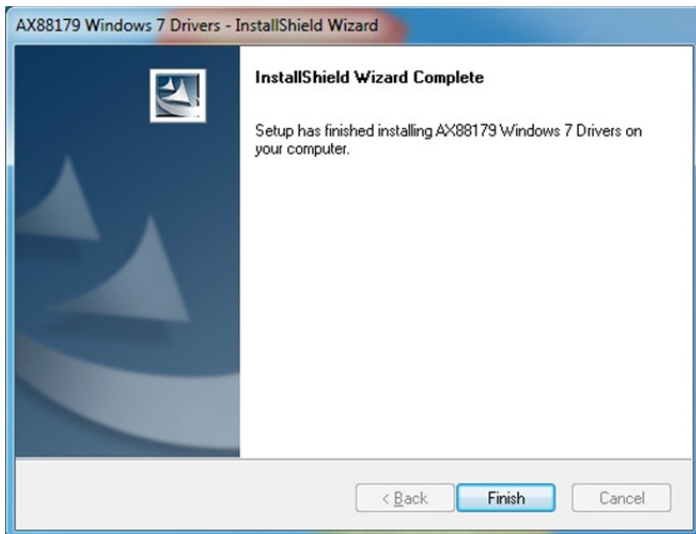 AX88179 Windows 7 Drivers - InstallShield Wizard
InstallShield Wizard Complete
Setup has finished installing AX88179 Windows 7 Drivers on
your computer.
< Back Finish Cancel